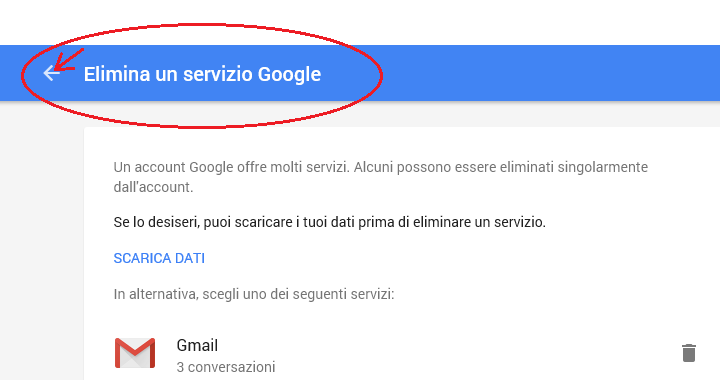 Elimina un servizio Google
Un account Google offre molti servizi. Alcuni possono essere eliminati singolarmente
dall'account.
Se lo desiseri, puoi scaricare i tuoi dati prima di eliminare un servizio.
SCARICA DATI
In alternativa, scegli uno dei seguenti servizi:
Gmail
3 conversazioni